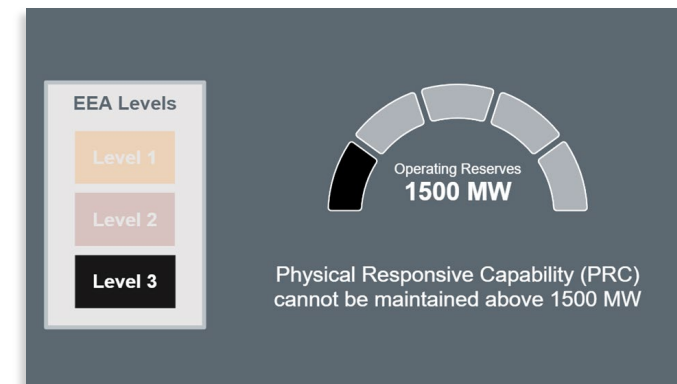 EEA Levels
Level 1
Level 2
Level 3
Operating Reserves
1500 MW
Physical Responsive Capability (PRC)
cannot be maintained above 1500 MW